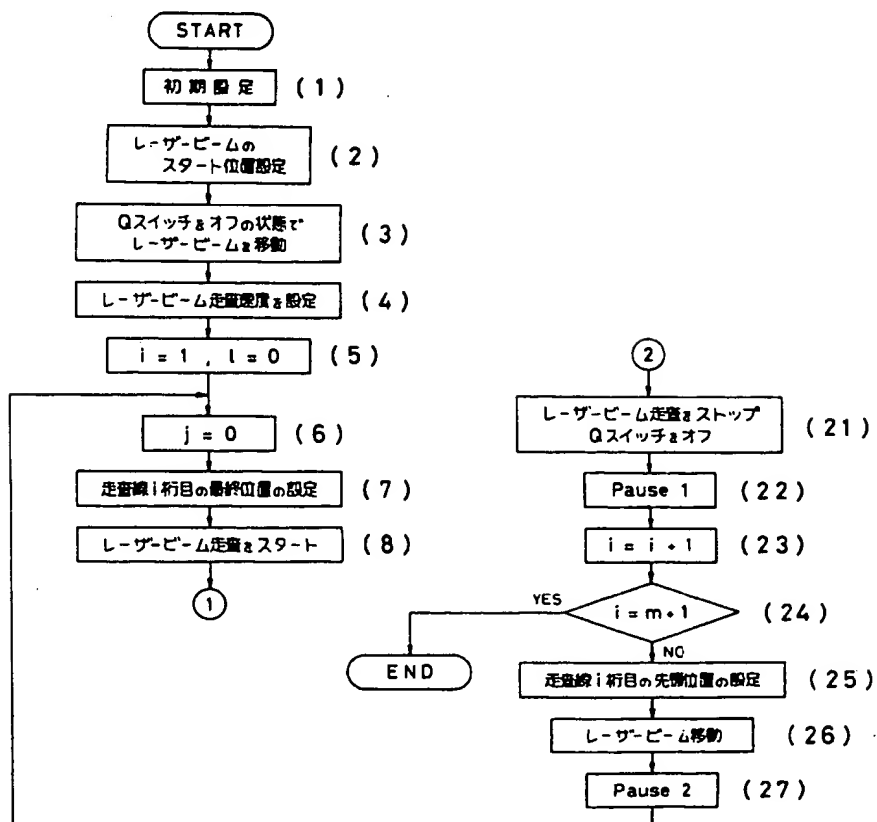 START
初期設定 (1)
レーザービームの
スタート位置設定 (2)
Qスイッチをオフの状態で
レーザービームを移動 (3)
レーザービーム走査速度を設定 (4)
i = 1 , l = 0 (5)
j = 0 (6)
走査線i桁目の最終位置の設定 (7)
レーザービーム走査をスタート (8)
1
2
レーザービーム走査をストップ
Qスイッチをオフ (21)
Pause 1 (22)
i = i + 1 (23)
i = m + 1 (24)
YES
NO
END
走査線i桁目の先頭位置の設定 (25)
レーザービーム移動 (26)
Pause 2 (27)